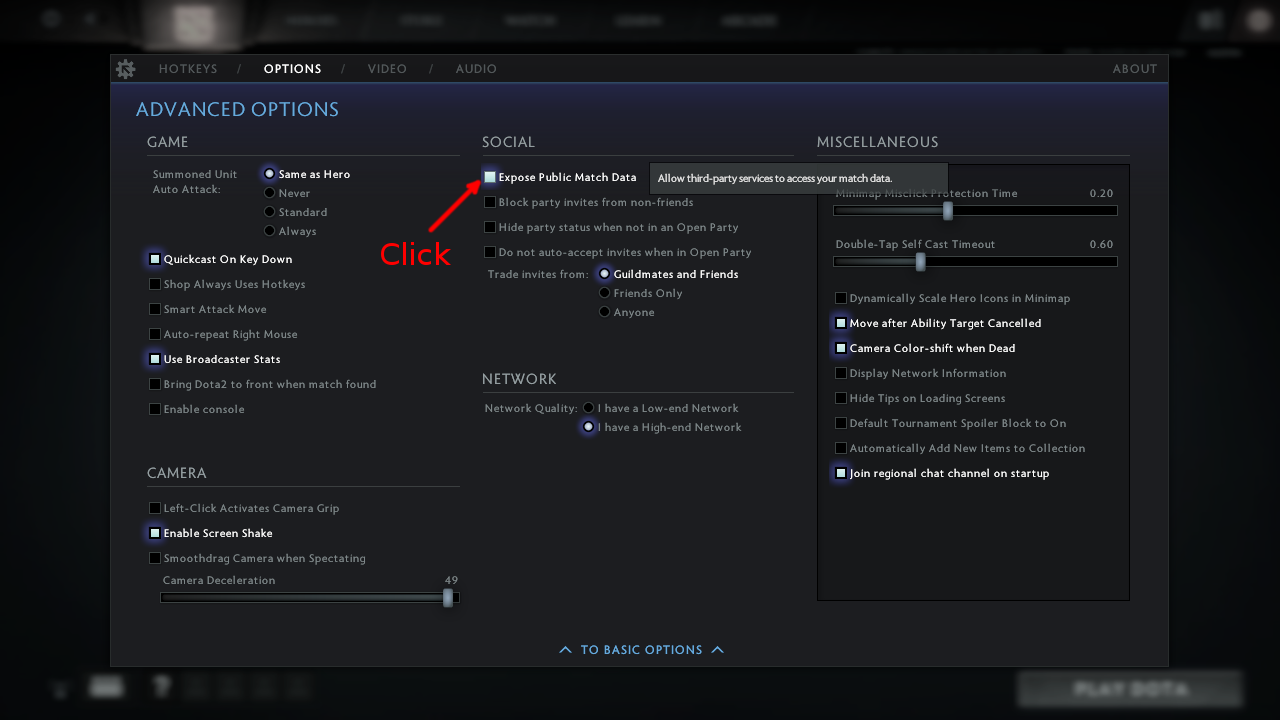 HOTKEYS / OPTIONS / VIDEO / AUDIO ABOUT
ADVANCED OPTIONS
GAME
Summoned Unit Auto Attack:
Same as Hero
Never
Standard
Always
Quickcast On Key Down
Shop Always Uses Hotkeys
Smart Attack Move
Auto-repeat Right Mouse
Use Broadcaster Stats
Bring Dota2 to front when match found
Enable console
CAMERA
Left-Click Activates Camera Grip
Enable Screen Shake
Smoothdrag Camera when Spectating
Camera Deceleration 49
SOCIAL
Expose Public Match Data
Allow third-party services to access your match data.
Click
Block party invites from non-friends
Hide party status when not in an Open Party
Do not auto-accept invites when in Open Party
Trade invites from: Guildmates and Friends
Friends Only
Anyone
NETWORK
Network Quality: I have a Low-end Network
I have a High-end Network
MISCELLANEOUS
Minimap Misclick Protection Time 0.20
Double-Tap Self Cast Timeout 0.60
Dynamically Scale Hero Icons in Minimap
Move after Ability Target Cancelled
Camera Color-shift when Dead
Display Network Information
Hide Tips on Loading Screens
Default Tournament Spoiler Block to On
Automatically Add New Items to Collection
Join regional chat channel on startup
TO BASIC OPTIONS
PLAY DOTA